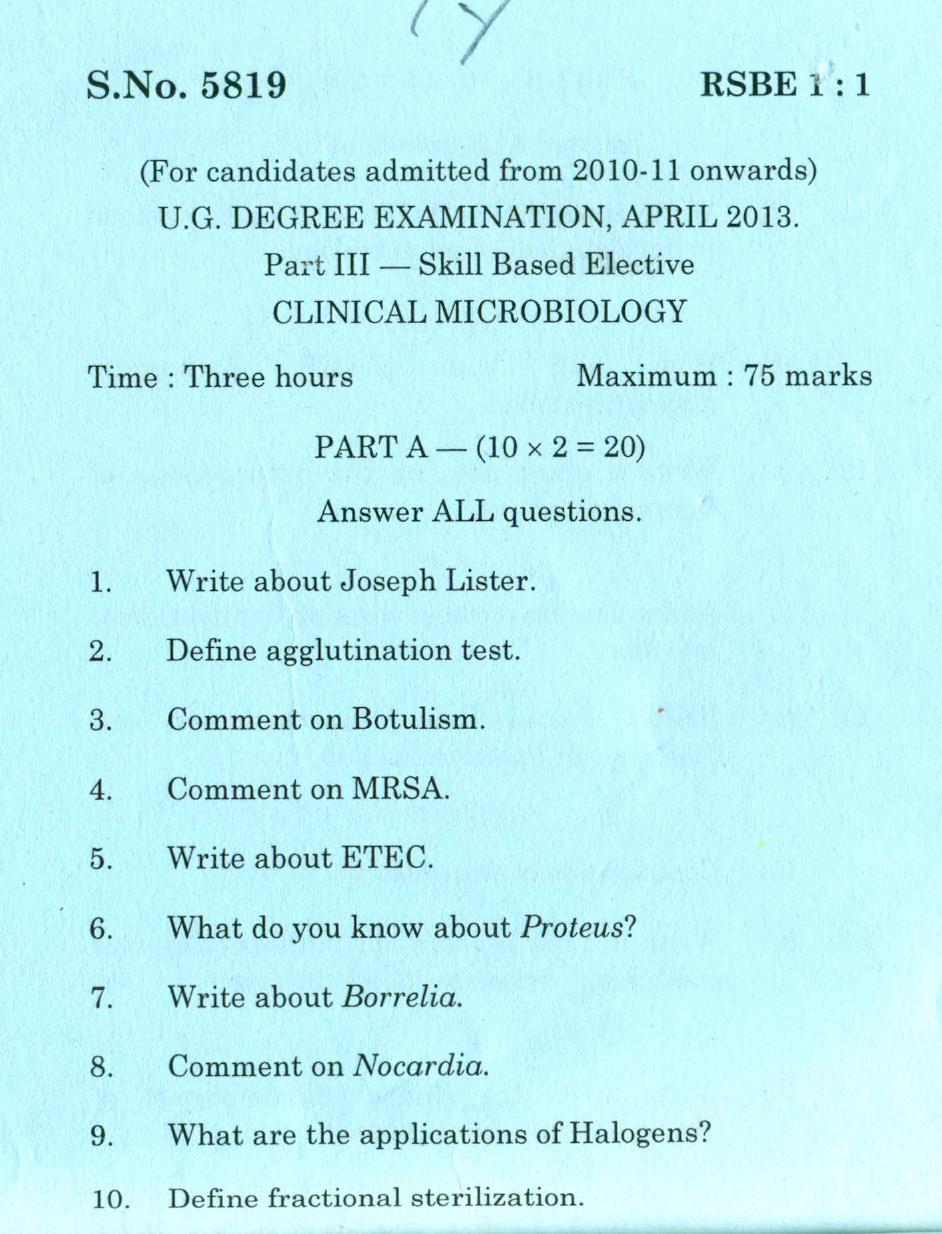 S.No. 5819 RSBE 1 : 1
(For candidates admitted from 2010-11 onwards)
U.G. DEGREE EXAMINATION, APRIL 2013.
Part III — Skill Based Elective
CLINICAL MICROBIOLOGY
Time : Three hours Maximum : 75 marks
PART A — (10 × 2 = 20)
Answer ALL questions.
1. Write about Joseph Lister.
2. Define agglutination test.
3. Comment on Botulism.
4. Comment on MRSA.
5. Write about ETEC.
6. What do you know about Proteus?
7. Write about Borrelia.
8. Comment on Nocardia.
9. What are the applications of Halogens?
10. Define fractional sterilization.